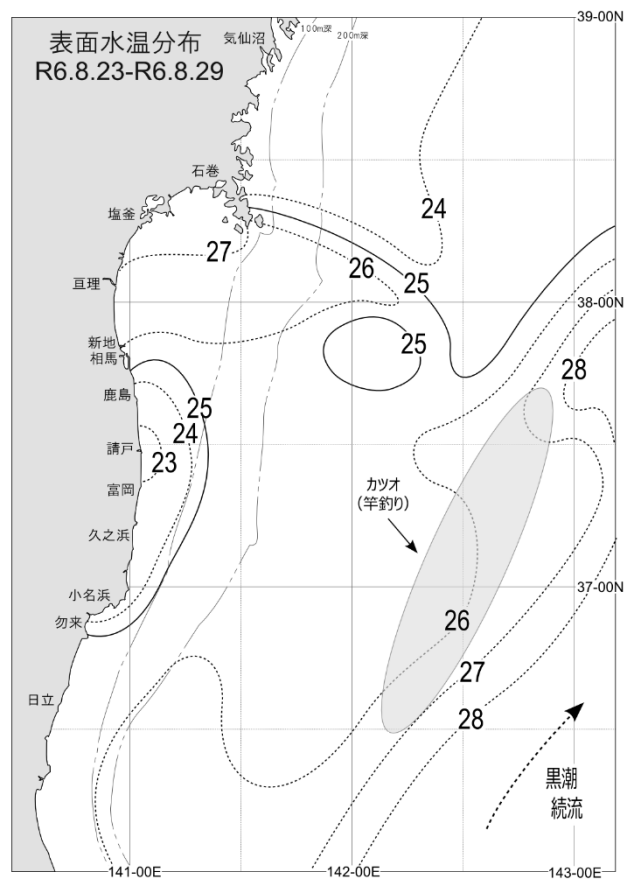 表面水温分布
R6.8.23-R6.8.29
気仙沼
100m深
200m深
39-00N
石巻
塩釜
24
27
26
25
亘理
38-00N
新地
相馬
25
28
鹿島
25
24
請戸
23
富岡
カツオ
(竿釣り)
久之浜
小名浜
37-00N
勿来
26
27
日立
28
黒潮
続流
141-00E
142-00E
143-00E